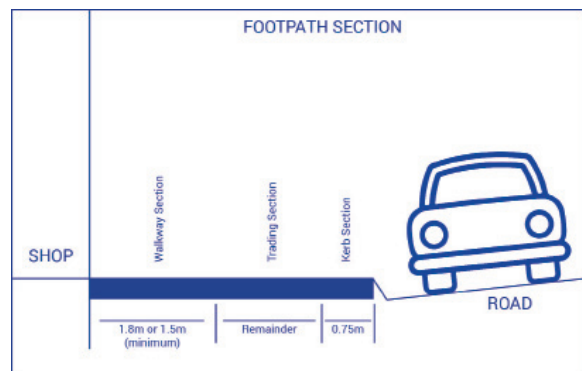 FOOTPATH SECTION
Walkway Section
Trading Section
Kerb Section
SHOP
ROAD
1.8m or 1.5m
(minimum)
Remainder
0.75m